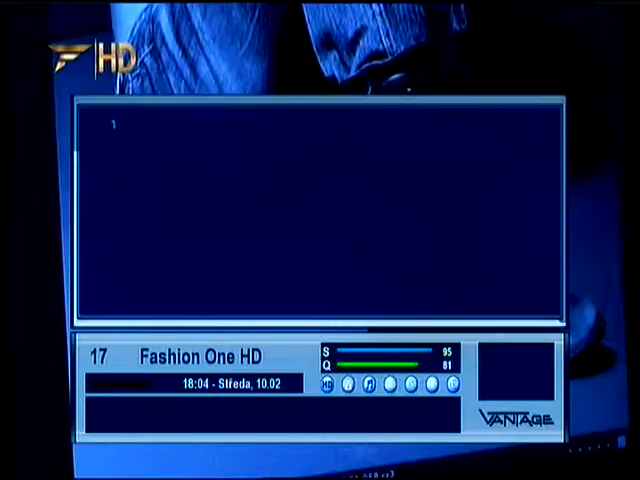 HD
17 Fashion One HD
S 95
Q 81
18:04 - Středa, 10.02
HD
VANTAGE